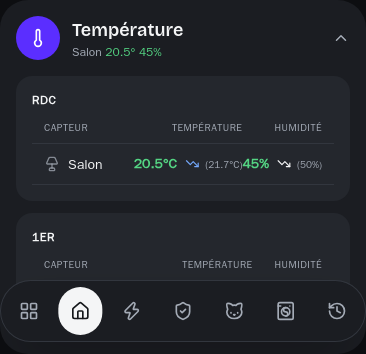 Température
Salon 20.5° 45%
RDC
CAPTEUR TEMPÉRATURE HUMIDITÉ
Salon 20.5°C (21.7°C) 45% (50%)
1ER
CAPTEUR TEMPÉRATURE HUMIDITÉ